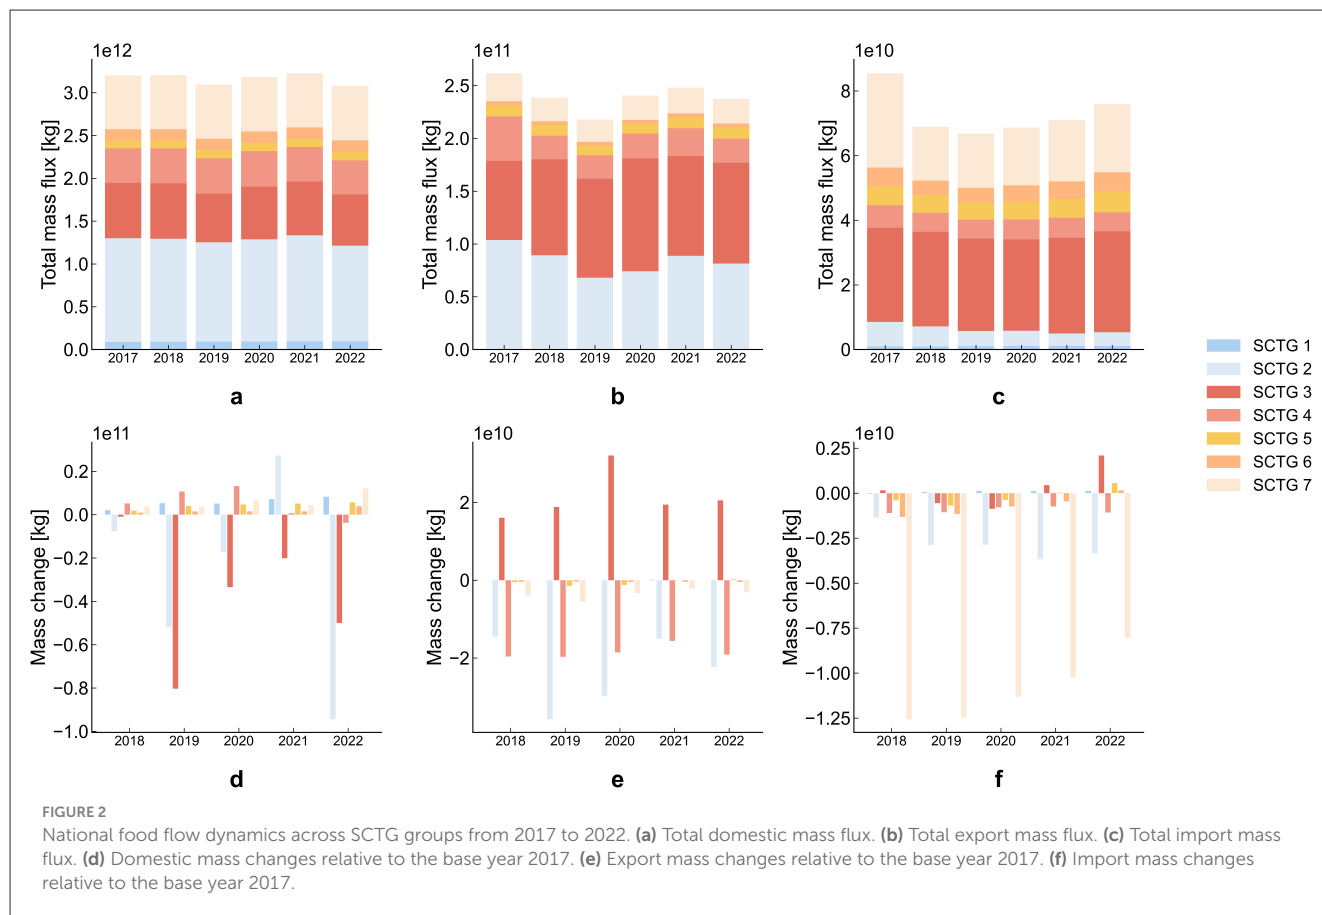 1e12
Total mass flux [kg]
3.0
2.5
2.0
1.5
1.0
0.5
0.0
2017 2018 2019 2020 2021 2022
a
1e11
Total mass flux [kg]
2.5
2.0
1.5
1.0
0.5
0.0
2017 2018 2019 2020 2021 2022
b
1e10
Total mass flux [kg]
8
6
4
2
0
2017 2018 2019 2020 2021 2022
c
SCTG 1
SCTG 2
SCTG 3
SCTG 4
SCTG 5
SCTG 6
SCTG 7
1e11
Mass change [kg]
0.2
0.0
−0.2
−0.4
−0.6
−0.8
−1.0
2018 2019 2020 2021 2022
d
1e10
Mass change [kg]
2
0
−2
2018 2019 2020 2021 2022
e
1e10
Mass change [kg]
0.25
0.00
−0.25
−0.50
−0.75
−1.00
−1.25
2018 2019 2020 2021 2022
f
FIGURE 2
National food flow dynamics across SCTG groups from 2017 to 2022. (a) Total domestic mass flux. (b) Total export mass flux. (c) Total import mass
flux. (d) Domestic mass changes relative to the base year 2017. (e) Export mass changes relative to the base year 2017. (f) Import mass changes
relative to the base year 2017.